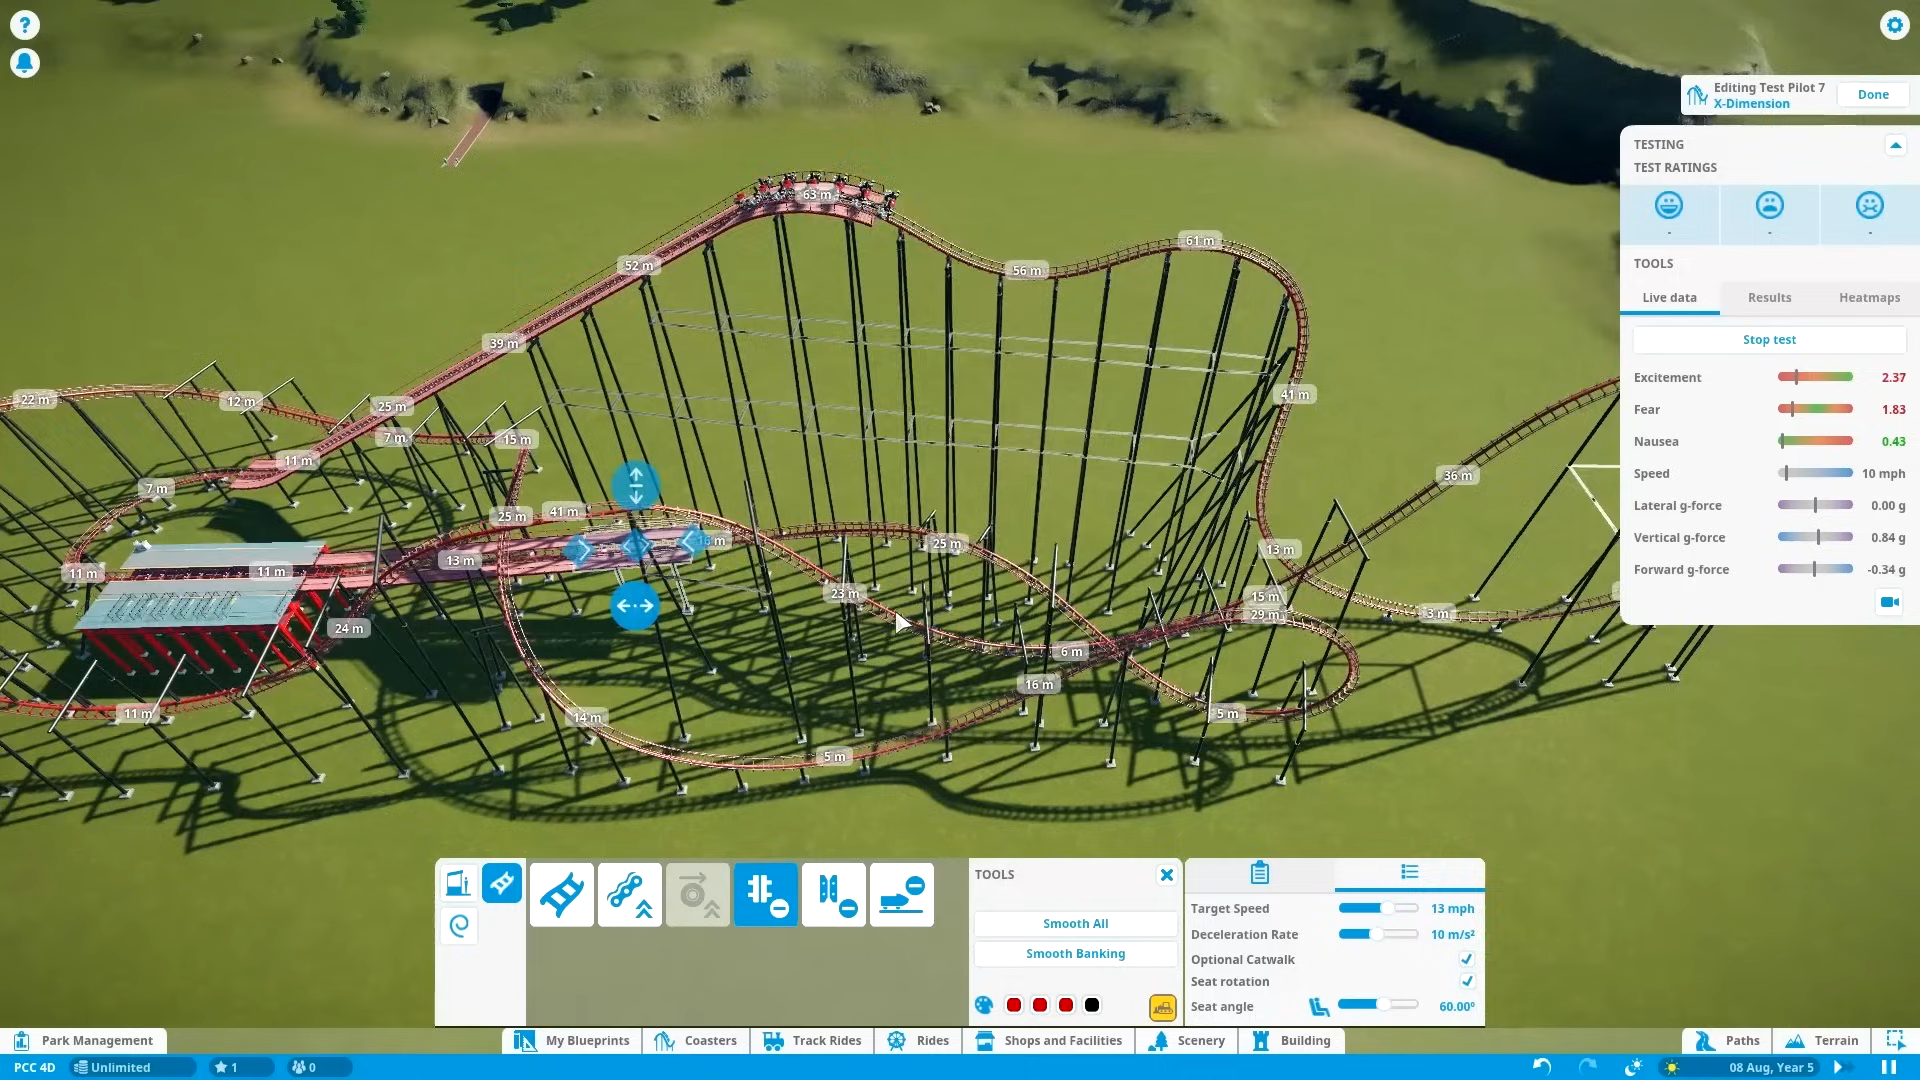 ?
Editing Test Pilot 7
X-Dimension
Done
TESTING
TEST RATINGS
- - -
TOOLS
Live data Results Heatmaps
Stop test
Excitement 2.37
Fear 1.83
Nausea 0.43
Speed 10 mph
Lateral g-force 0.00 g
Vertical g-force 0.84 g
Forward g-force -0.34 g
63 m
61 m
52 m
56 m
39 m
41 m
22 m
12 m
25 m
7 m
15 m
11 m
36 m
7 m
25 m
41 m
16 m
25 m
13 m
13 m
11 m
11 m
23 m
15 m
29 m
24 m
6 m
16 m
11 m
14 m
5 m
5 m
TOOLS
Smooth All
Smooth Banking
Target Speed 13 mph
Deceleration Rate 10 m/s²
Optional Catwalk
Seat rotation
Seat angle 60.00º
Park Management My Blueprints Coasters Track Rides Rides Shops and Facilities Scenery Building Paths Terrain
PCC 4D Unlimited 1 0 08 Aug, Year 5